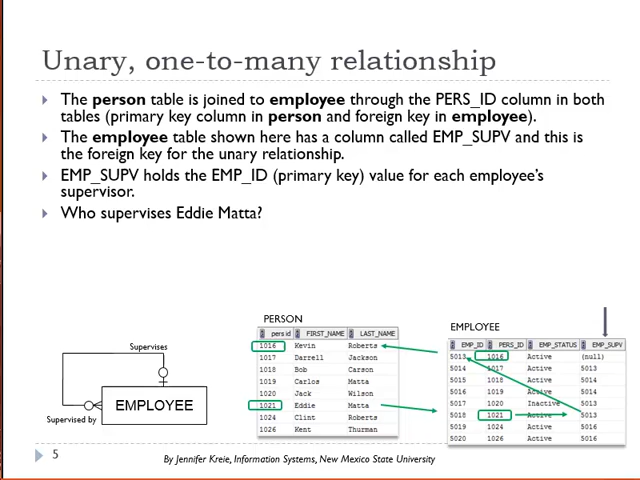 Unary, one-to-many relationship
The person table is joined to employee through the PERS_ID column in both
tables (primary key column in person and foreign key in employee).
The employee table shown here has a column called EMP_SUPV and this is
the foreign key for the unary relationship.
EMP_SUPV holds the EMP_ID (primary key) value for each employee's
supervisor.
Who supervises Eddie Matta?
Supervises
EMPLOYEE
Supervised by
PERSON
pers id FIRST_NAME LAST_NAME
1016 Kevin Roberts
1017 Darrell Jackson
1018 Bob Carson
1019 Carlos Matta
1020 Jack Wilson
1021 Eddie Matta
1024 Clint Roberts
1026 Kent Thurman
EMPLOYEE
EMP_ID PERS_ID EMP_STATUS EMP_SUPV
5013 1016 Active (null)
5014 1017 Active 5013
5015 1018 Active 5014
5016 1019 Active 5014
5017 1020 Inactive 5013
5018 1021 Active 5013
5019 1024 Active 5016
5020 1026 Active 5016
5
By Jennifer Kreie, Information Systems, New Mexico State University